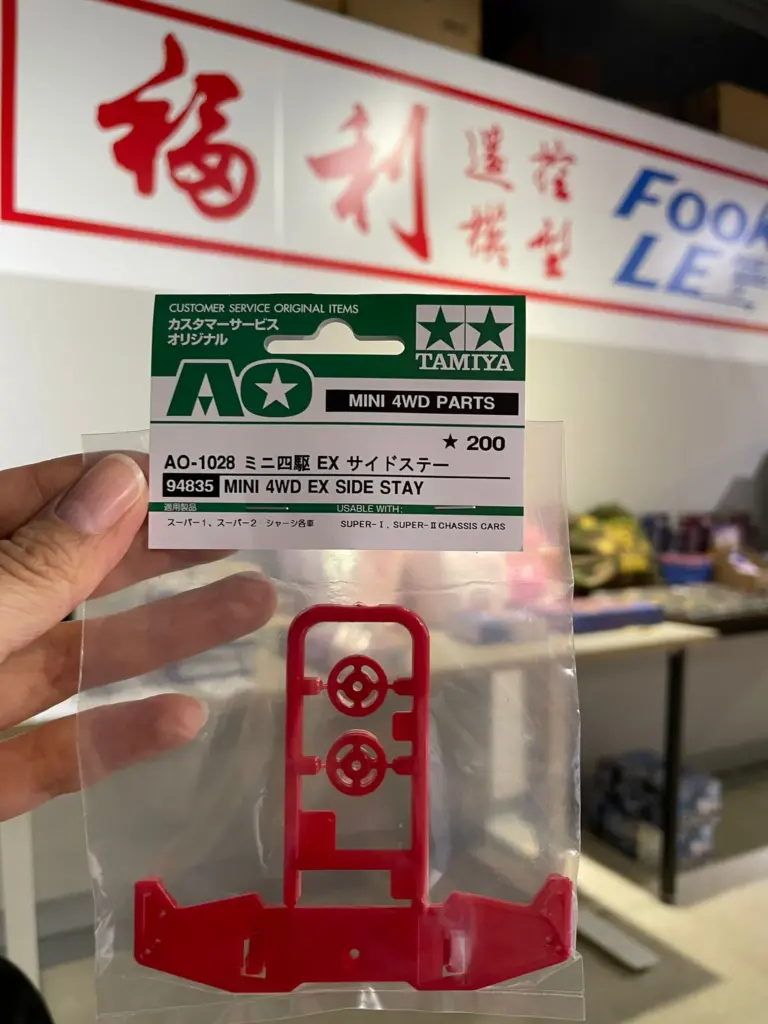 福利遙控模型
FOOK
LEE
CUSTOMER SERVICE ORIGINAL ITEMS
カスタマーサービス
オリジナル
TAMIYA
AO
MINI 4WD PARTS
★ 200
AO-1028 ミニ四駆 EX サイドステー
94835 MINI 4WD EX SIDE STAY
適用製品
USABLE WITH:
スーパー1、スーパー2 シャーシ各車
SUPER-I, SUPER-II CHASSIS CARS